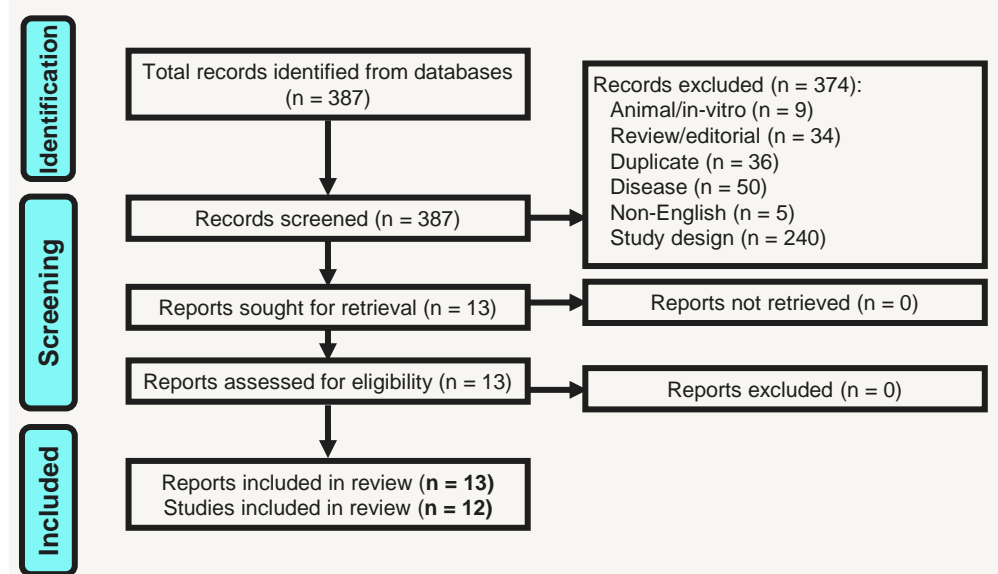 Identification
Total records identified from databases
(n = 387)
Records excluded (n = 374):
Animal/in-vitro (n = 9)
Review/editorial (n = 34)
Duplicate (n = 36)
Disease (n = 50)
Non-English (n = 5)
Study design (n = 240)
Screening
Records screened (n = 387)
Reports sought for retrieval (n = 13)
Reports not retrieved (n = 0)
Reports assessed for eligibility (n = 13)
Reports excluded (n = 0)
Included
Reports included in review (n = 13)
Studies included in review (n = 12)